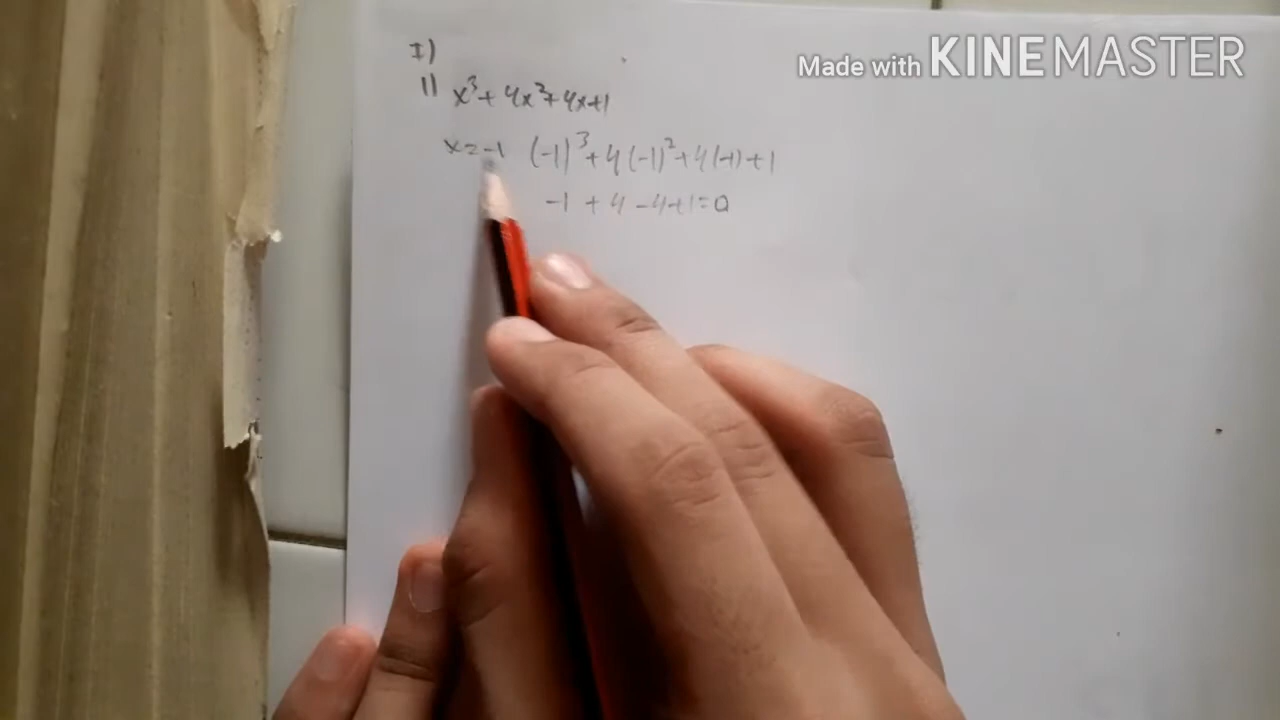 Made with KINEMASTER
I)
1) x³+4x²+4x+1
x=-1 (-1)³+4(-1)²+4(-1)+1
-1+4-4+1=0